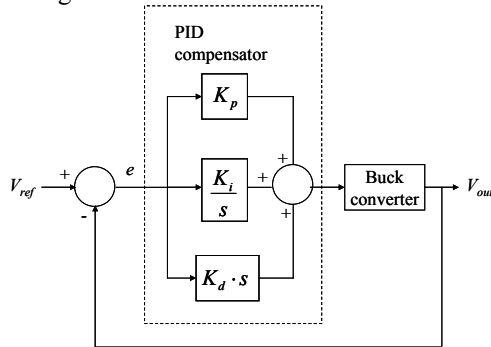 PID
compensator
K_p
+
V_ref
+
-
e
K_i
s
+
+
+
K_d · s
Buck
converter
V_out